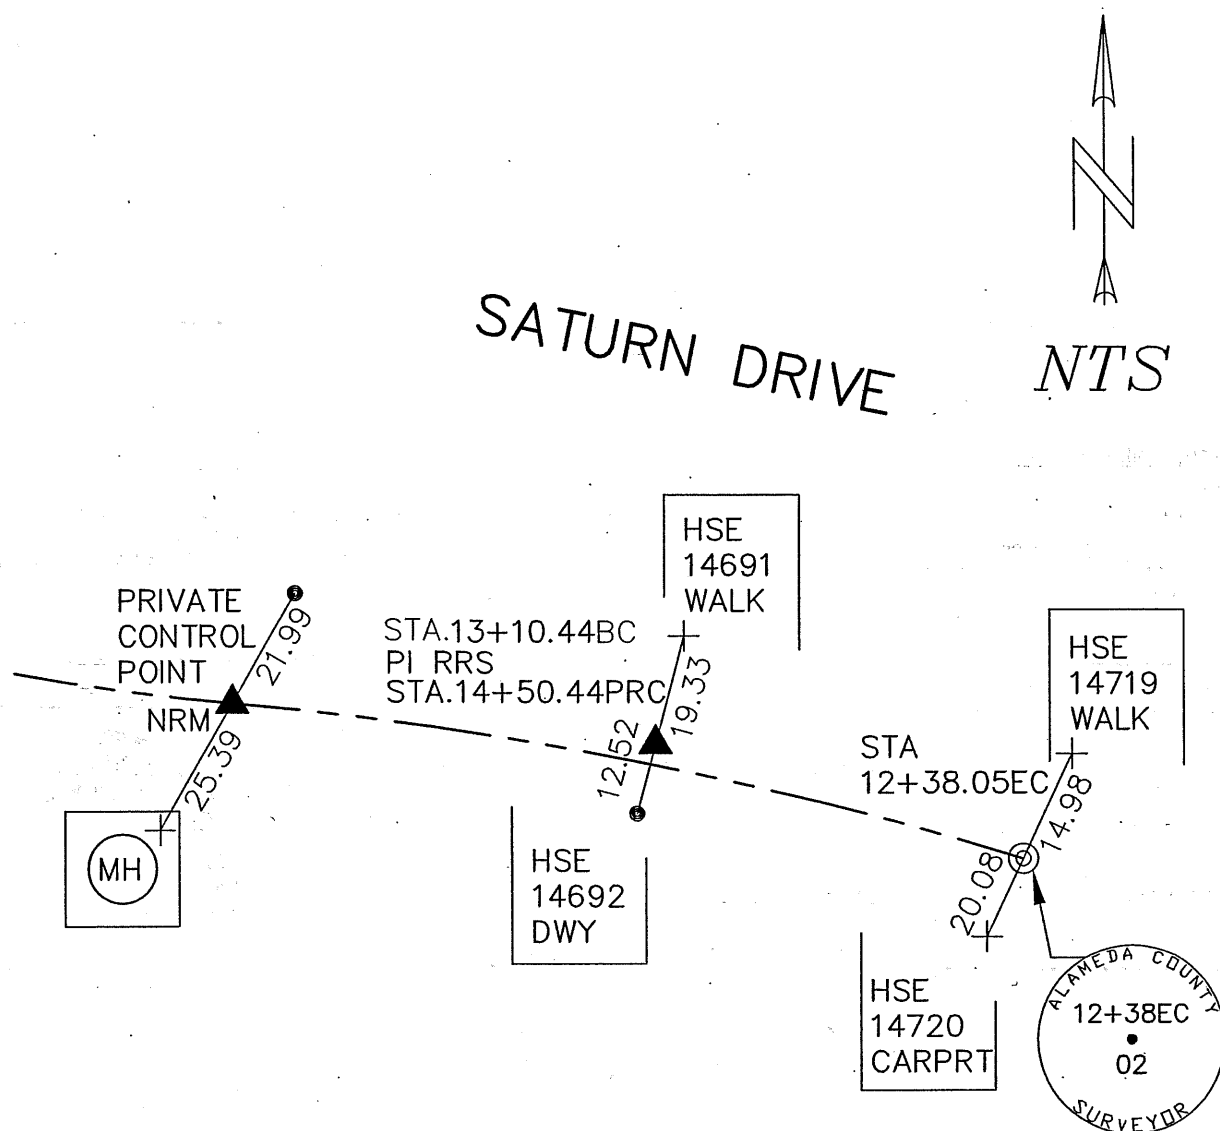 N
NTS
SATURN DRIVE
PRIVATE
CONTROL
POINT
NRM
21.99
25.39
MH
STA.13+10.44BC
PI RRS
STA.14+50.44PRC
HSE
14691
WALK
19.33
12.52
HSE
14692
DWY
STA
12+38.05EC
HSE
14719
WALK
14.98
20.08
HSE
14720
CARPRT
ALAMEDA COUNTY
12+38EC
02
SURVEYOR